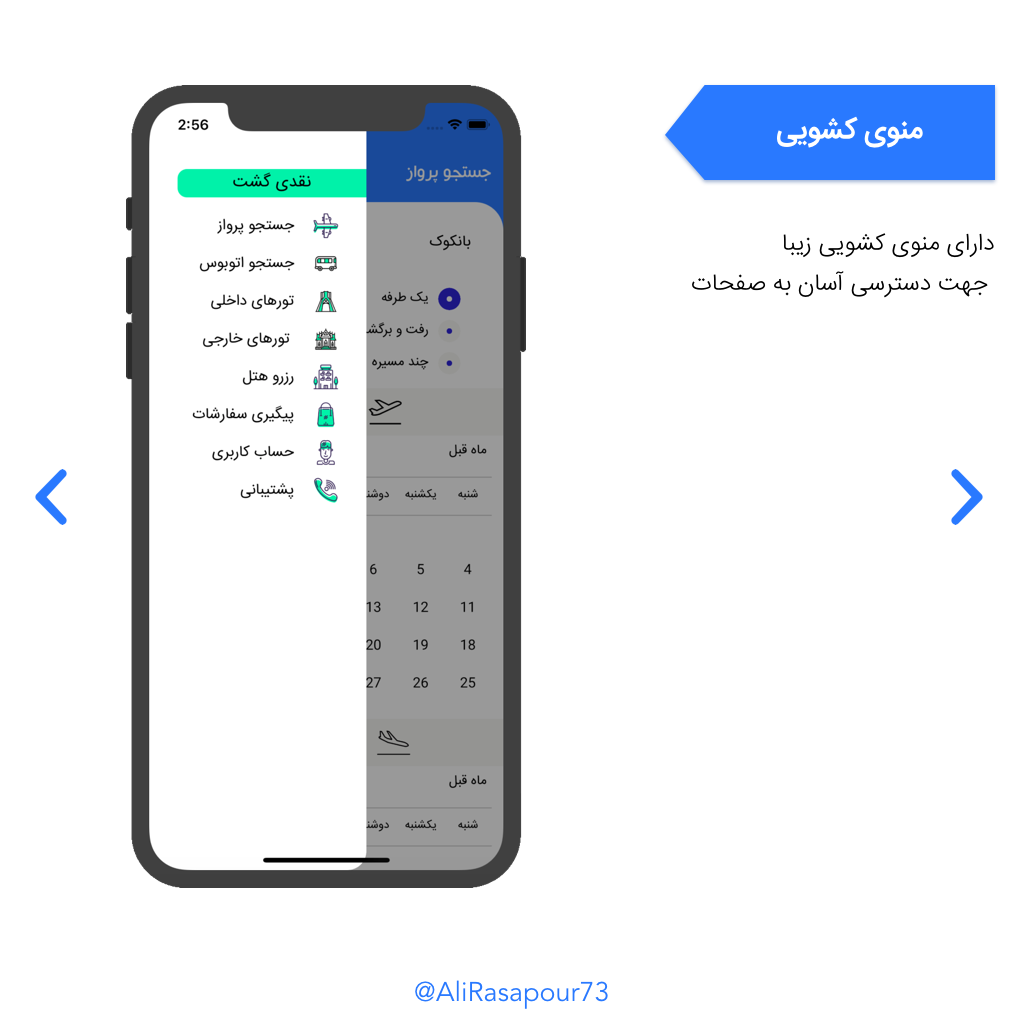 منوی کشویی
دارای منوی کشویی زیبا
جهت دسترسی آسان به صفحات
2:56
نقدی گشت
جستجو پرواز
جستجو اتوبوس
تورهای داخلی
تورهای خارجی
رزرو هتل
پیگیری سفارشات
حساب کاربری
پشتیبانی
جستجو پرواز
بانکوک
یک طرفه
رفت و برگش
چند مسیره
ماه قبل
شنبه یکشنبه دوشن
4 5 6
11 12 13
18 19 20
25 26 27
ماه قبل
شنبه یکشنبه دوشن
@AliRasapour73